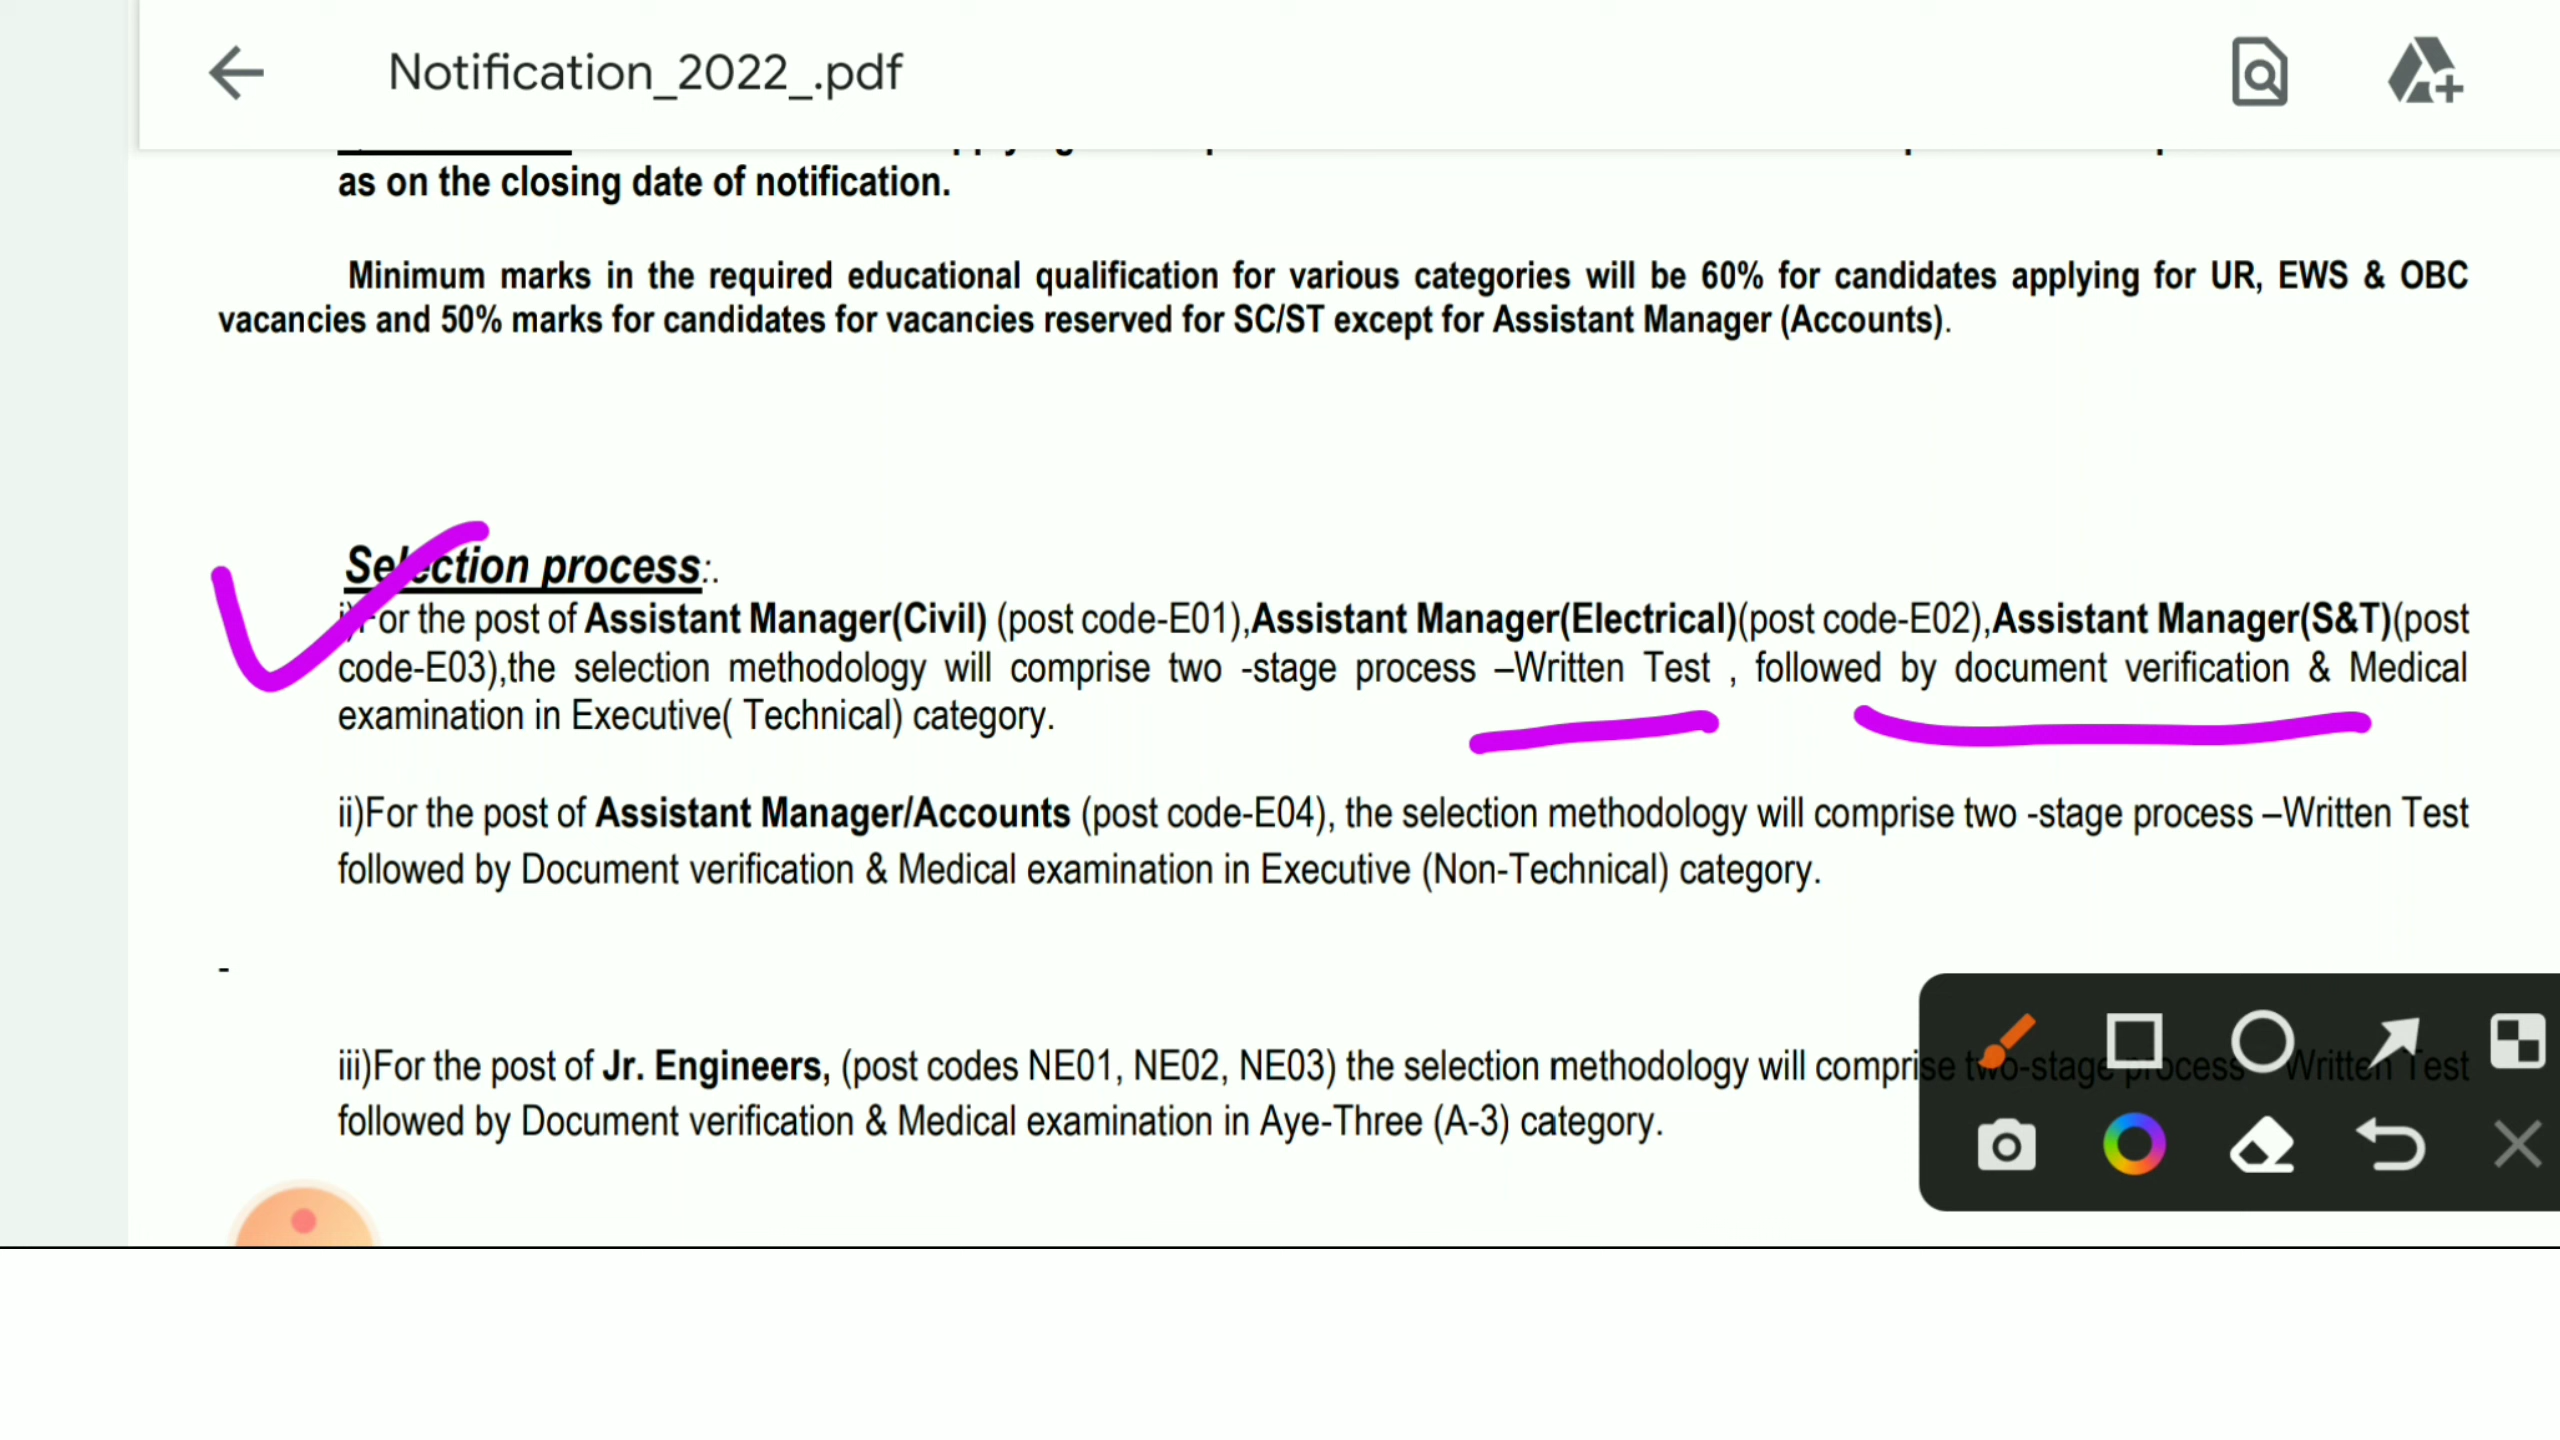 Notification_2022_.pdf
as on the closing date of notification.
Minimum marks in the required educational qualification for various categories will be 60% for candidates applying for UR, EWS & OBC
vacancies and 50% marks for candidates for vacancies reserved for SC/ST except for Assistant Manager (Accounts).
Selection process:.
i)For the post of Assistant Manager(Civil) (post code-E01),Assistant Manager(Electrical)(post code-E02),Assistant Manager(S&T)(post
code-E03),the selection methodology will comprise two -stage process –Written Test , followed by document verification & Medical
examination in Executive( Technical) category.
ii)For the post of Assistant Manager/Accounts (post code-E04), the selection methodology will comprise two -stage process –Written Test
followed by Document verification & Medical examination in Executive (Non-Technical) category.
-
iii)For the post of Jr. Engineers, (post codes NE01, NE02, NE03) the selection methodology will comprise two-stage process Written Test
followed by Document verification & Medical examination in Aye-Three (A-3) category.